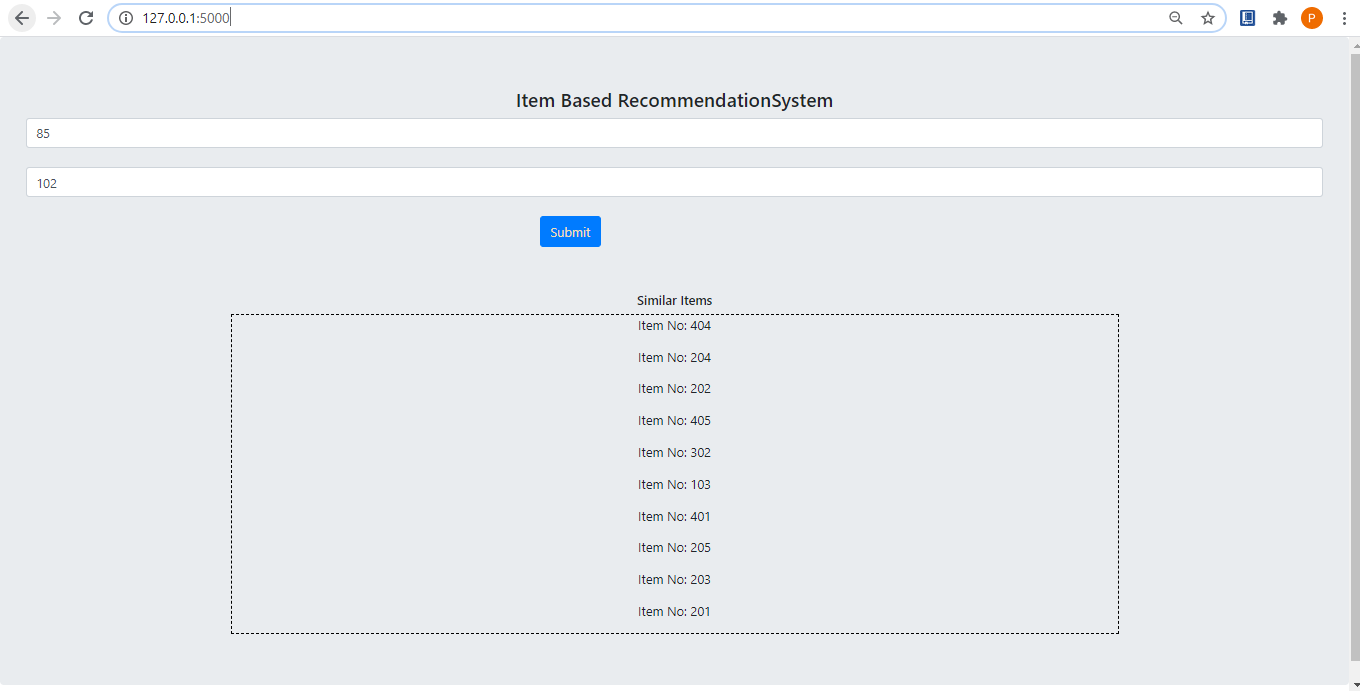 127.0.0.1:5000
P
Item Based RecommendationSystem
85
102
Submit
Similar Items
Item No: 404
Item No: 204
Item No: 202
Item No: 405
Item No: 302
Item No: 103
Item No: 401
Item No: 205
Item No: 203
Item No: 201